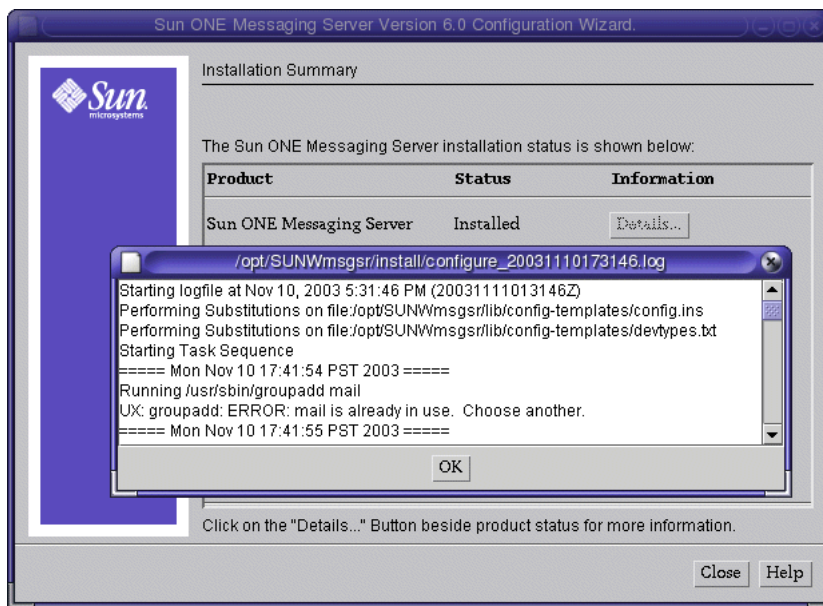 Sun ONE Messaging Server Version 6.0 Configuration Wizard.
Sun
microsystems
Installation Summary
The Sun ONE Messaging Server installation status is shown below:
Product Status Information
Sun ONE Messaging Server Installed Details...
/opt/SUNWmsgsr/install/configure_20031110173146.log
Starting logfile at Nov 10, 2003 5:31:46 PM (20031111013146Z)
Performing Substitutions on file:/opt/SUNWmsgsr/lib/config-templates/config.ins
Performing Substitutions on file:/opt/SUNWmsgsr/lib/config-templates/devtypes.txt
Starting Task Sequence
===== Mon Nov 10 17:41:54 PST 2003 =====
Running /usr/sbin/groupadd mail
UX: groupadd: ERROR: mail is already in use. Choose another.
===== Mon Nov 10 17:41:55 PST 2003 =====
OK
Click on the "Details..." Button beside product status for more information.
Close Help